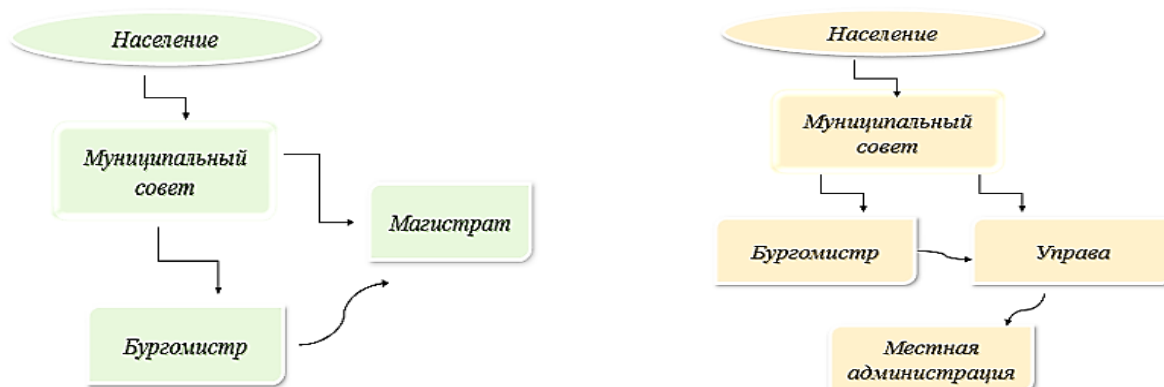 Население
Муниципальный
совет
Магистрат
Бургомистр
Население
Муниципальный
совет
Бургомистр
Управа
Местная
администрация